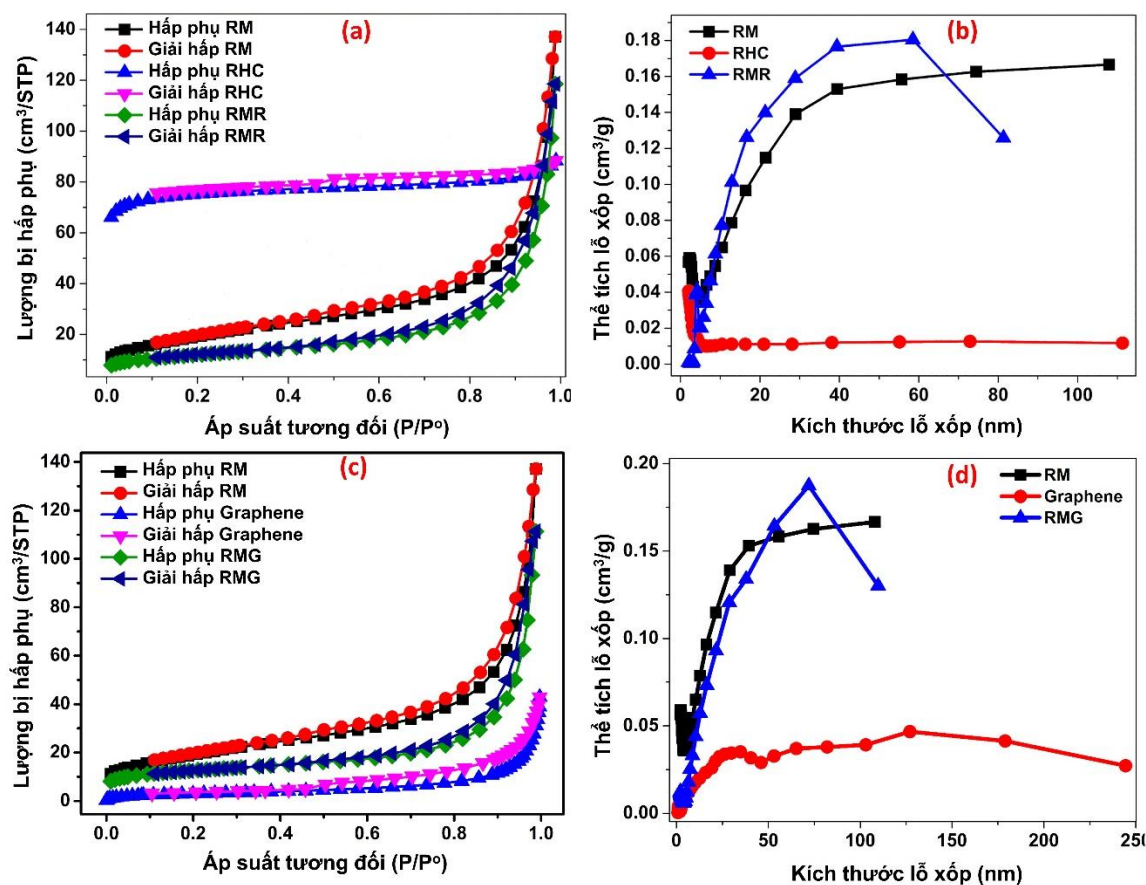 (a)
Hấp phụ RM
Giải hấp RM
Hấp phụ RHC
Giải hấp RHC
Hấp phụ RMR
Giải hấp RMR
Lượng bị hấp phụ (cm³/STP)
140
120
100
80
60
40
20
0.0 0.2 0.4 0.6 0.8 1.0
Áp suất tương đối (P/Pº)
(b)
RM
RHC
RMR
Thể tích lỗ xốp (cm³/g)
0.18
0.16
0.14
0.12
0.10
0.08
0.06
0.04
0.02
0.00
0 20 40 60 80 100
Kích thước lỗ xốp (nm)
(c)
Hấp phụ RM
Giải hấp RM
Hấp phụ Graphene
Giải hấp Graphene
Hấp phụ RMG
Giải hấp RMG
Lượng bị hấp phụ (cm³/STP)
140
120
100
80
60
40
20
0
0.0 0.2 0.4 0.6 0.8 1.0
Áp suất tương đối (P/Pº)
(d)
RM
Graphene
RMG
Thể tích lỗ xốp (cm³/g)
0.20
0.15
0.10
0.05
0.00
0 50 100 150 200 250
Kích thước lỗ xốp (nm)